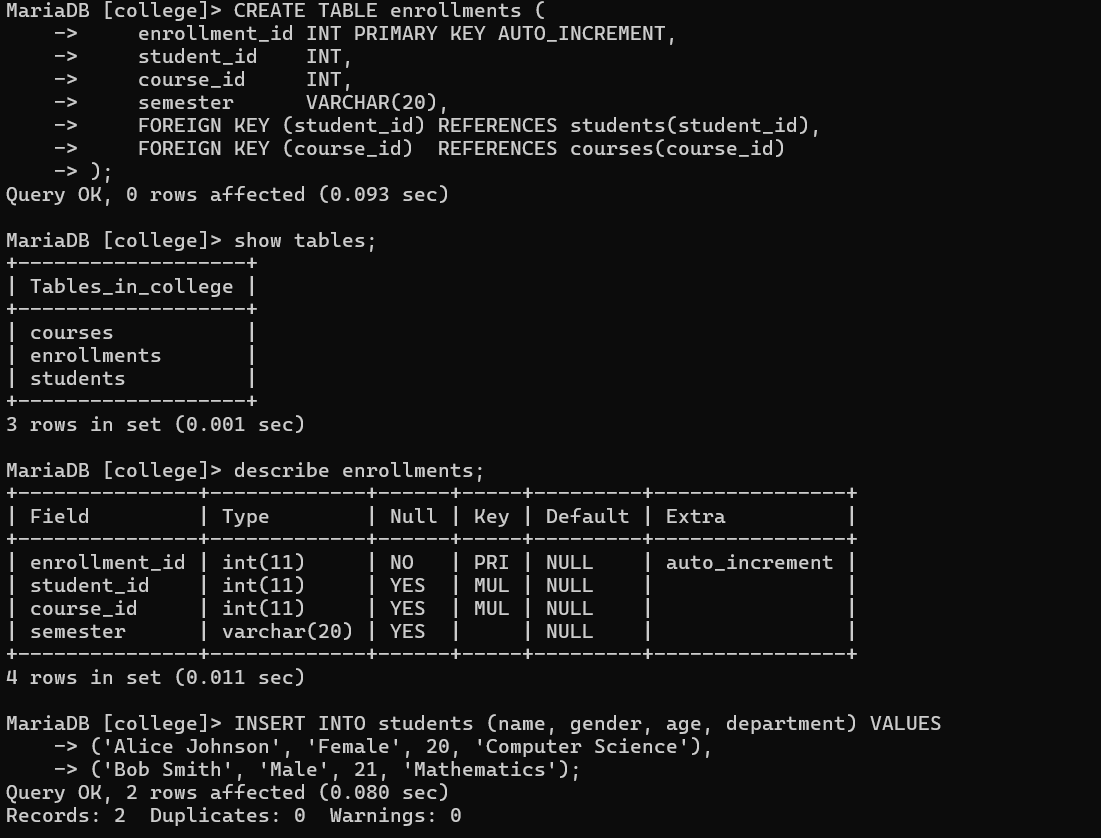 MariaDB [college]> CREATE TABLE enrollments (
    ->     enrollment_id INT PRIMARY KEY AUTO_INCREMENT,
    ->     student_id    INT,
    ->     course_id     INT,
    ->     semester      VARCHAR(20),
    ->     FOREIGN KEY (student_id) REFERENCES students(student_id),
    ->     FOREIGN KEY (course_id)  REFERENCES courses(course_id)
    -> );
Query OK, 0 rows affected (0.093 sec)

MariaDB [college]> show tables;
+-------------------+
| Tables_in_college |
+-------------------+
| courses           |
| enrollments       |
| students          |
+-------------------+
3 rows in set (0.001 sec)

MariaDB [college]> describe enrollments;
+---------------+-------------+------+-----+---------+----------------+
| Field         | Type        | Null | Key | Default | Extra          |
+---------------+-------------+------+-----+---------+----------------+
| enrollment_id | int(11)     | NO   | PRI | NULL    | auto_increment |
| student_id    | int(11)     | YES  | MUL | NULL    |                |
| course_id     | int(11)     | YES  | MUL | NULL    |                |
| semester      | varchar(20) | YES  |     | NULL    |                |
+---------------+-------------+------+-----+---------+----------------+
4 rows in set (0.011 sec)

MariaDB [college]> INSERT INTO students (name, gender, age, department) VALUES
    -> ('Alice Johnson', 'Female', 20, 'Computer Science'),
    -> ('Bob Smith', 'Male', 21, 'Mathematics');
Query OK, 2 rows affected (0.080 sec)
Records: 2  Duplicates: 0  Warnings: 0